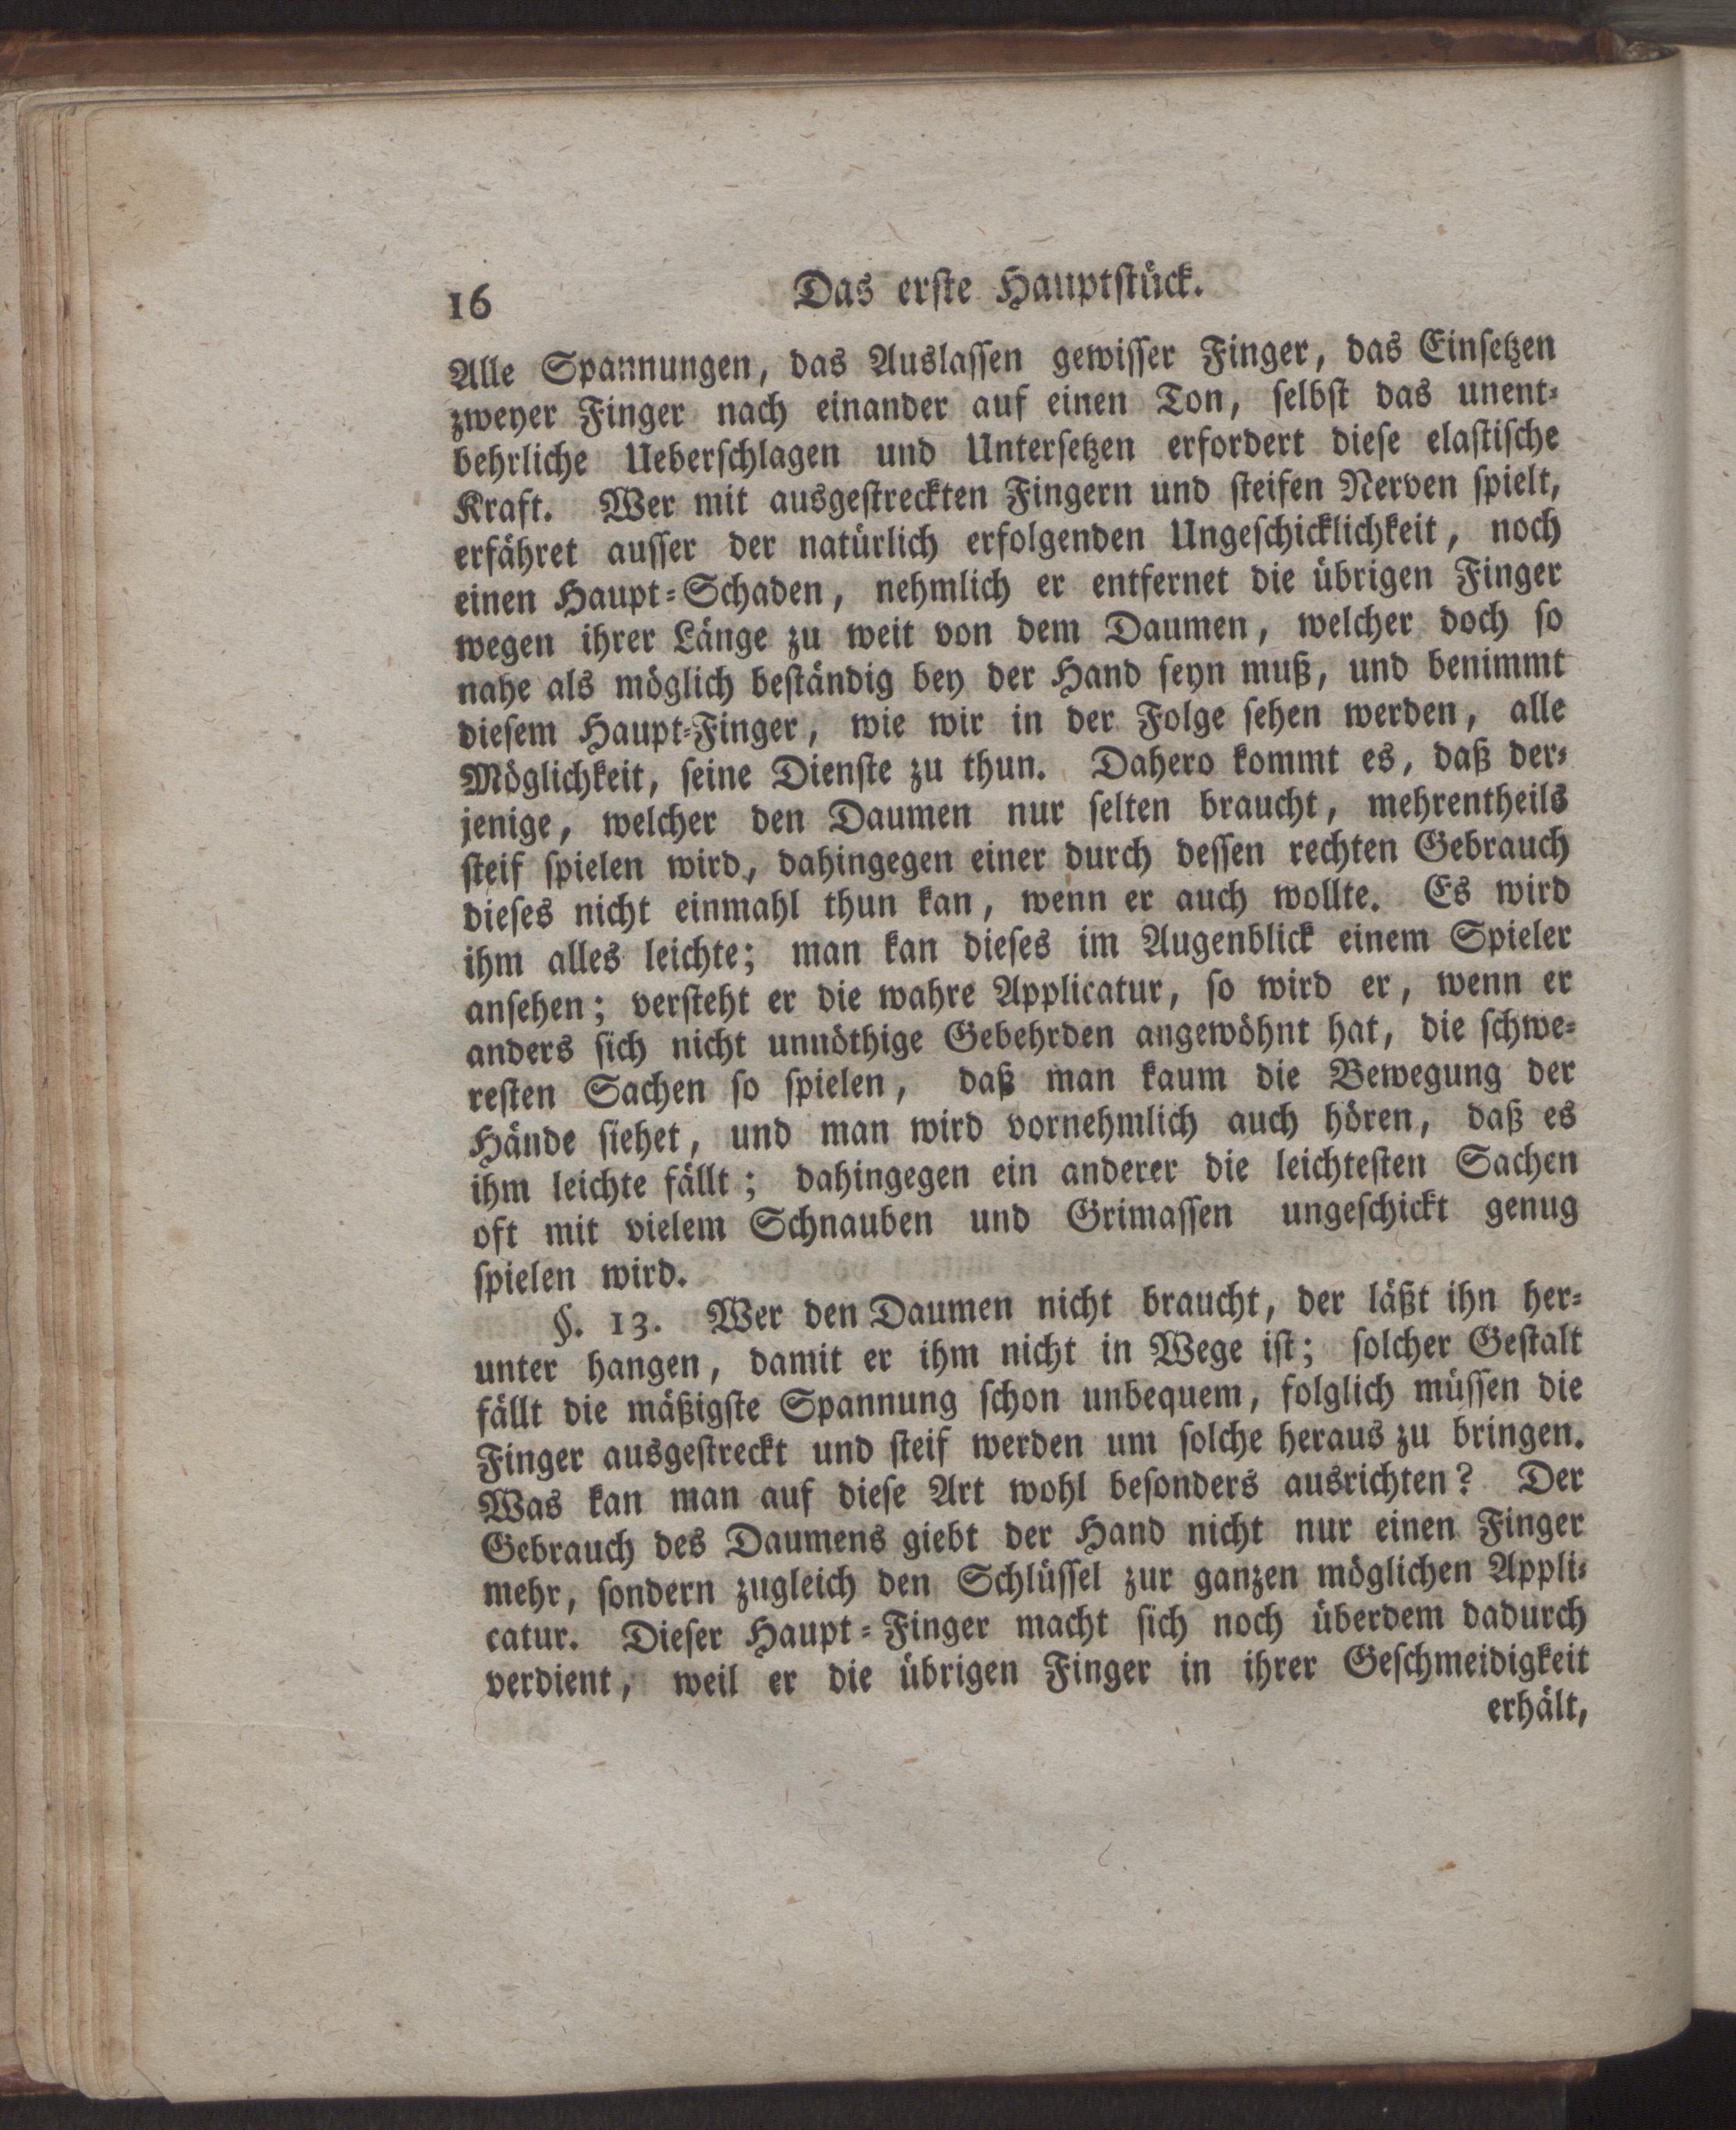 16 Das erste Hauptstück.
Alle Spannungen, das Auslassen gewisser Finger, das Einsetzen
zweyer Finger nach einander auf einen Ton, selbst das unent-
behrliche Ueberschlagen und Untersetzen erfordert diese elastische
Kraft. Wer mit ausgestreckten Fingern und steifen Nerven spielt,
erfähret ausser der natürlich erfolgenden Ungeschicklichkeit, noch
einen Haupt-Schaden, nehmlich er entfernet die übrigen Finger
wegen ihrer Länge zu weit von dem Daumen, welcher doch so
nahe als möglich beständig bey der Hand seyn muß, und benimmt
diesem Haupt-Finger, wie wir in der Folge sehen werden, alle
Möglichkeit, seine Dienste zu thun. Dahero kommt es, daß der-
jenige, welcher den Daumen nur selten braucht, mehrentheils
steif spielen wird, dahingegen einer durch dessen rechten Gebrauch
dieses nicht einmahl thun kan, wenn er auch wollte. Es wird
ihm alles leichte; man kan dieses im Augenblick einem Spieler
ansehen; versteht er die wahre Applicatur, so wird er, wenn er
anders sich nicht unnöthige Gebehrden angewöhnt hat, die schwe-
resten Sachen so spielen, daß man kaum die Bewegung der
Hände siehet, und man wird vornehmlich auch hören, daß es
ihm leichte fällt; dahingegen ein anderer die leichtesten Sachen
oft mit vielem Schnauben und Grimassen ungeschickt genug
spielen wird.
§. 13. Wer den Daumen nicht braucht, der läßt ihn her-
unter hangen, damit er ihm nicht in Wege ist; solcher Gestalt
fällt die mäßigste Spannung schon unbequem, folglich müssen die
Finger ausgestreckt und steif werden um solche heraus zu bringen.
Was kan man auf diese Art wohl besonders ausrichten? Der
Gebrauch des Daumens giebt der Hand nicht nur einen Finger
mehr, sondern zugleich den Schlüssel zur ganzen möglichen Appli-
catur. Dieser Haupt-Finger macht sich noch überdem dadurch
verdient, weil er die übrigen Finger in ihrer Geschmeidigkeit
erhält,